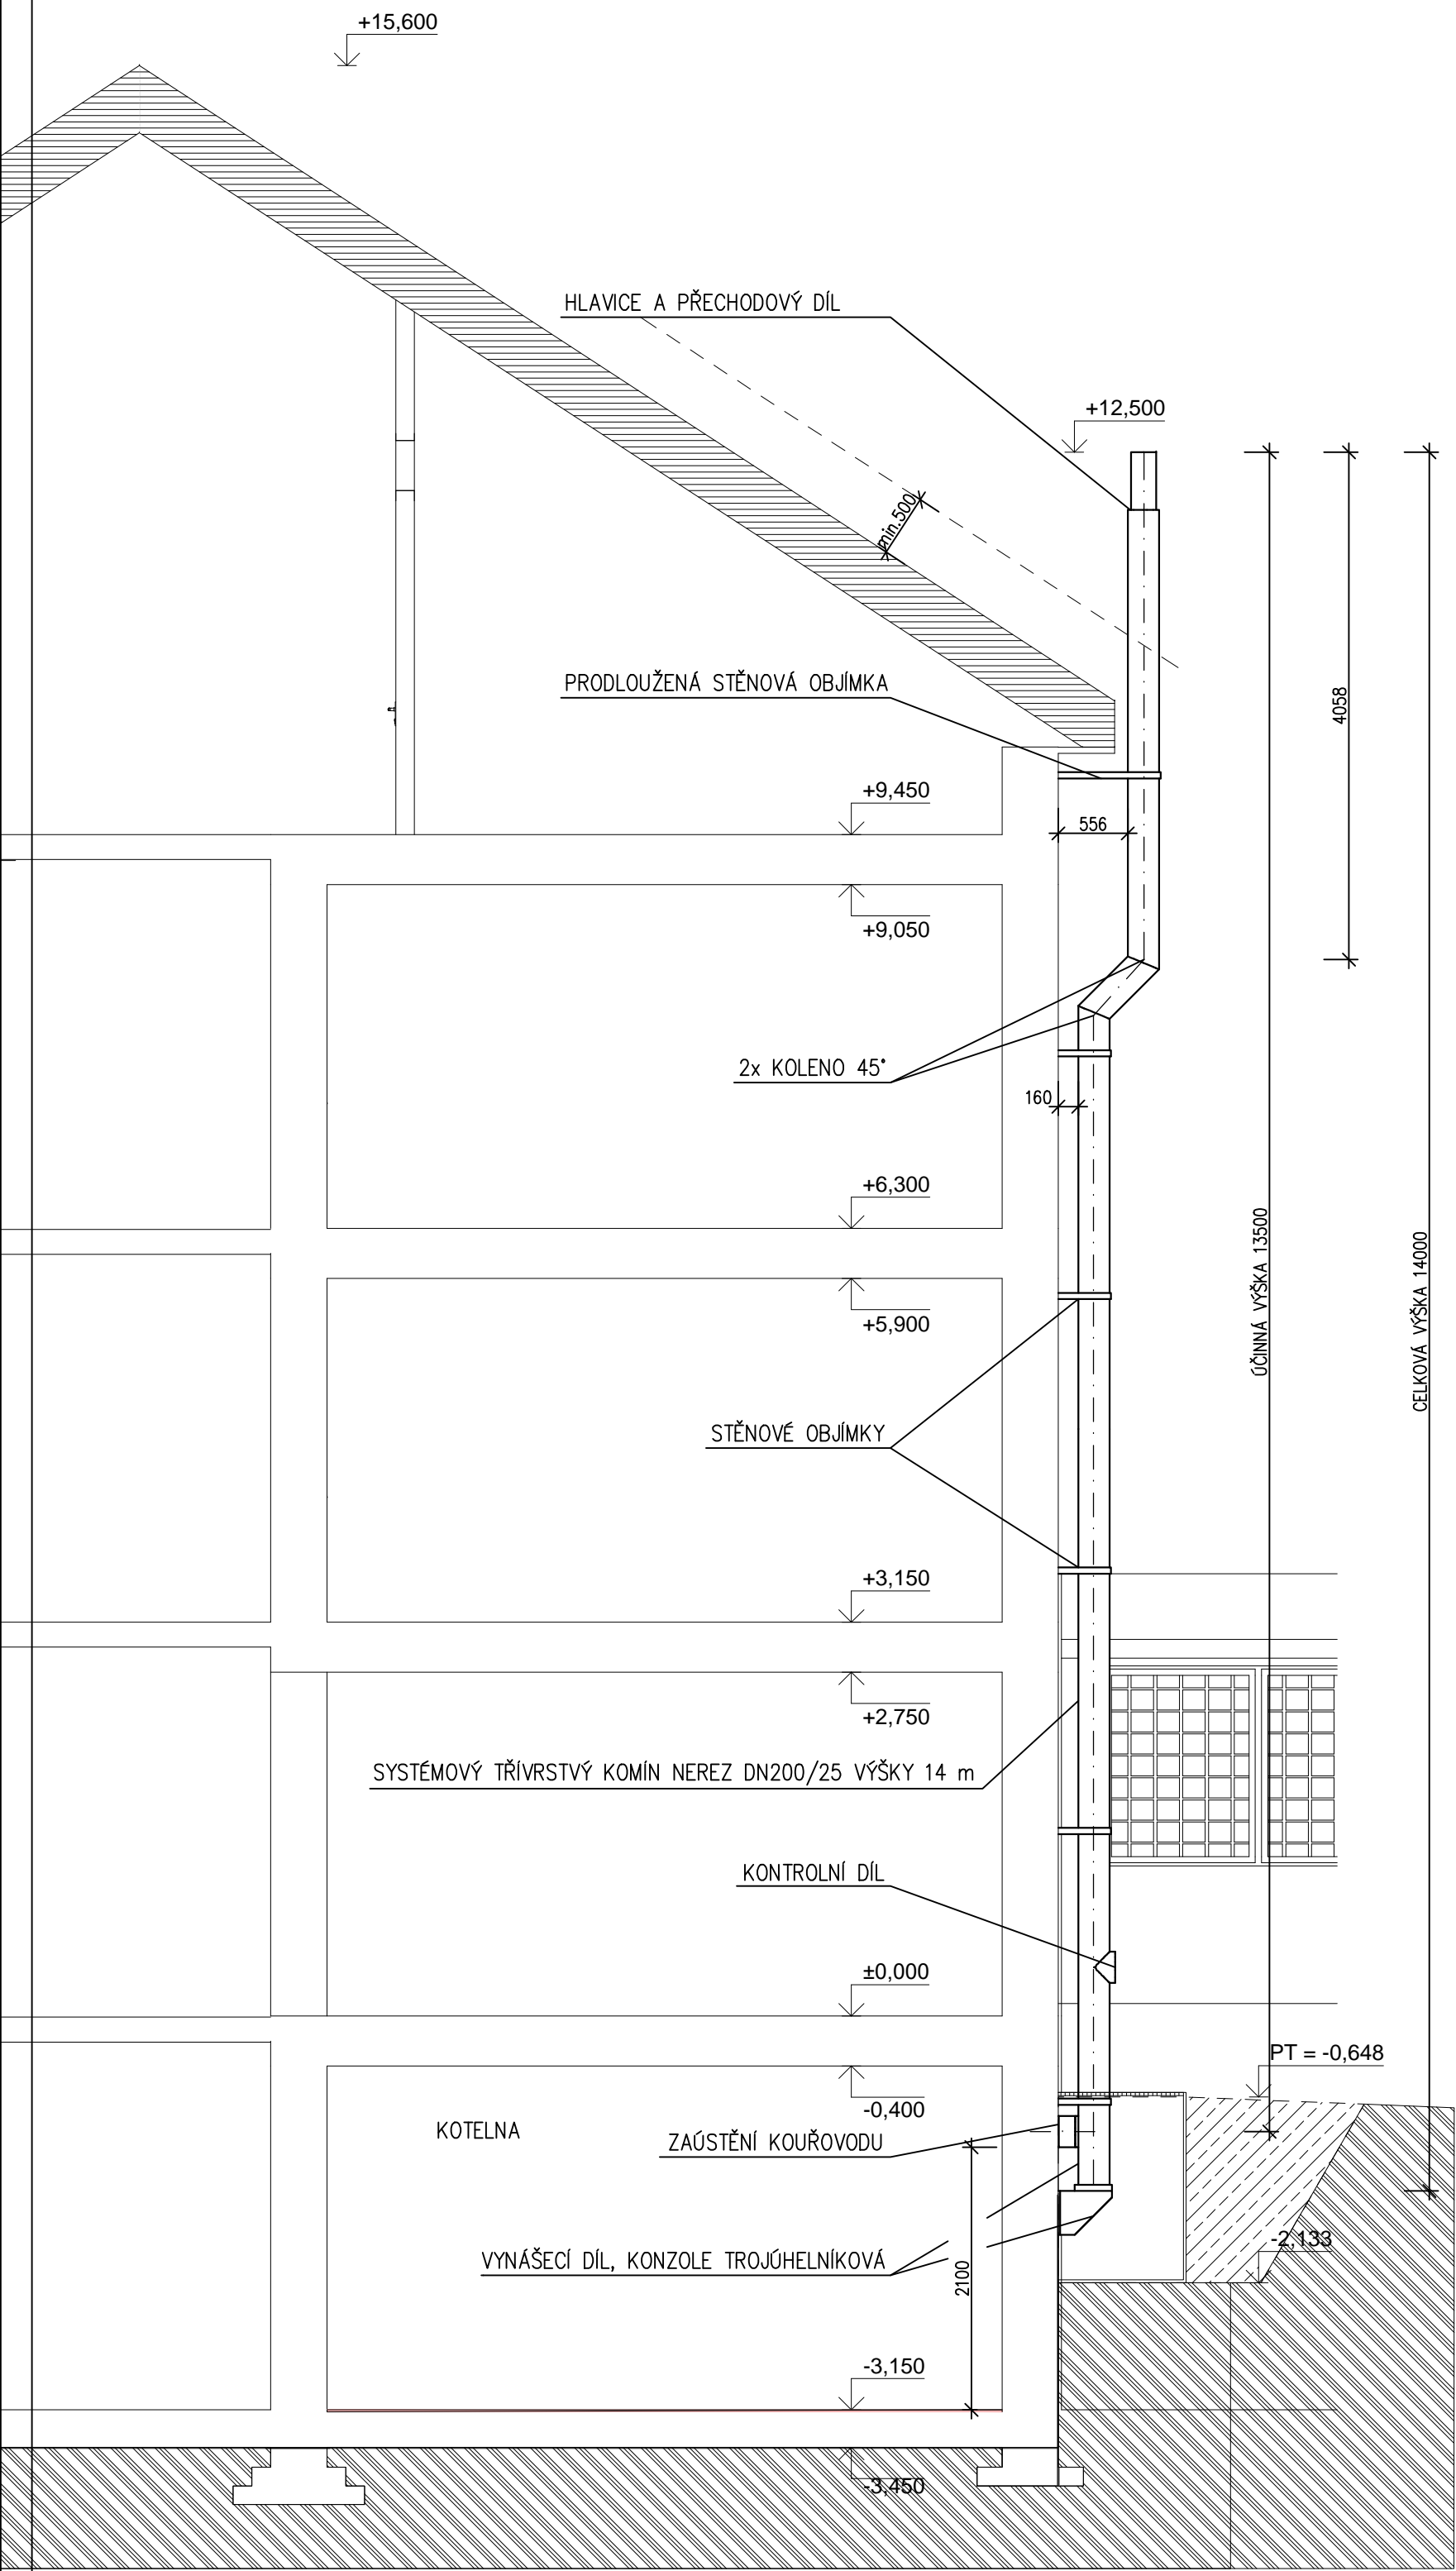 +15,600
HLAVICE A PŘECHODOVÝ DÍL
+12,500
min.500
PRODLOUŽENÁ STĚNOVÁ OBJÍMKA
4058
+9,450
556
+9,050
2x KOLENO 45°
160
+6,300
ÚČINNÁ VÝŠKA 13500
CELKOVÁ VÝŠKA 14000
+5,900
STĚNOVÉ OBJÍMKY
+3,150
+2,750
SYSTÉMOVÝ TŘÍVRSTVÝ KOMÍN NEREZ DN200/25 VÝŠKY 14 m
KONTROLNÍ DÍL
±0,000
PT = -0,648
-0,400
KOTELNA
ZAÚSTĚNÍ KOUŘOVODU
-2,133
VYNÁŠECÍ DÍL, KONZOLE TROJÚHELNÍKOVÁ
2100
-3,150
-3,450